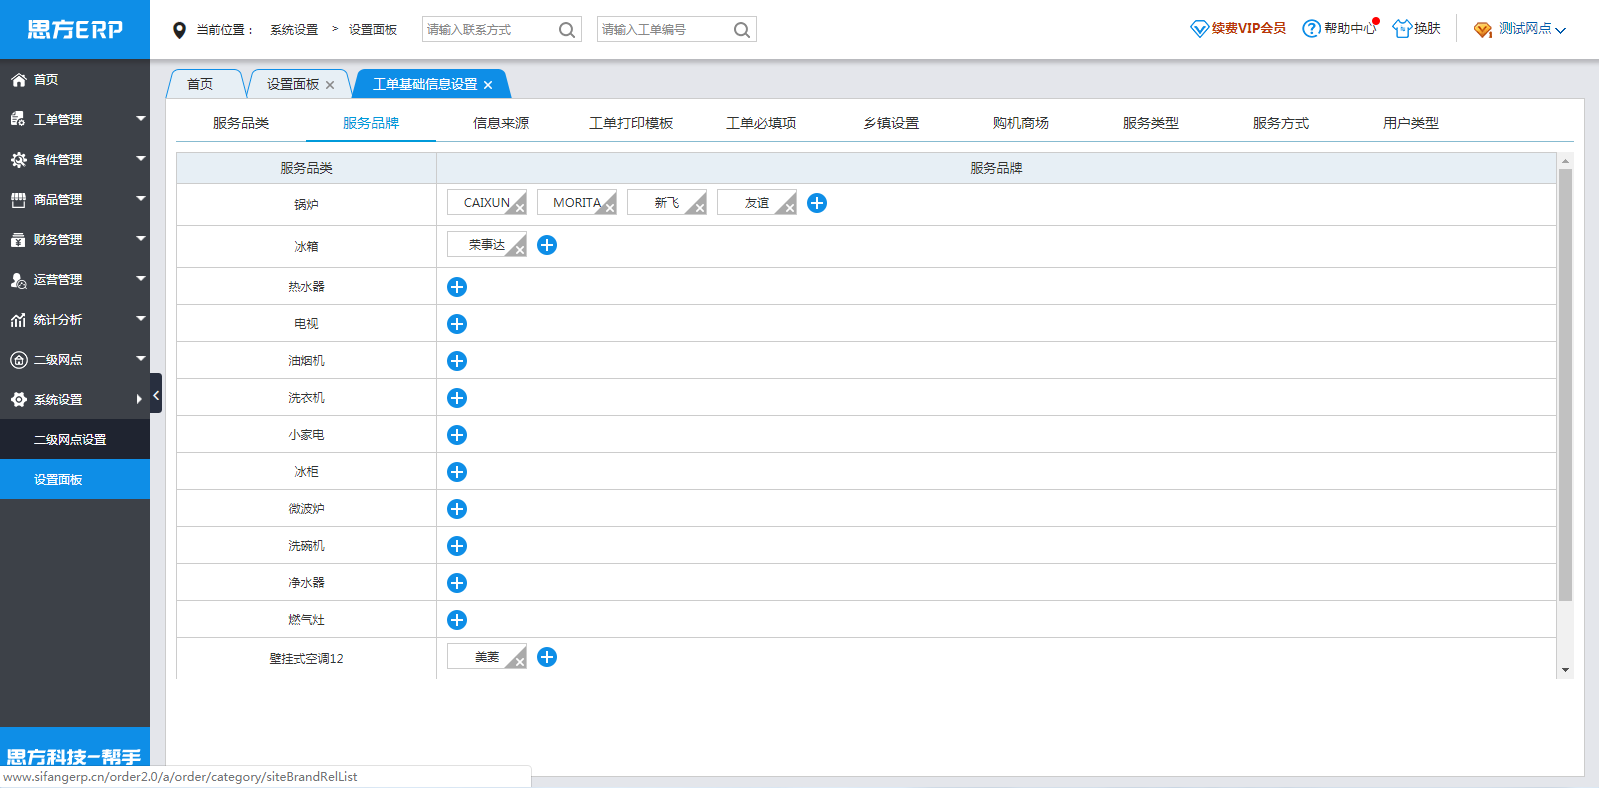 思方ERP
当前位置： 系统设置 > 设置面板
请输入联系方式
请输入工单编号
续费VIP会员
帮助中心
换肤
测试网点
首页
工单管理
备件管理
商品管理
财务管理
运营管理
统计分析
二级网点
系统设置
二级网点设置
设置面板
思方科技-帮手
首页 设置面板 工单基础信息设置
服务品类 服务品牌 信息来源 工单打印模板 工单必填项 乡镇设置 购机商场 服务类型 服务方式 用户类型
服务品类 服务品牌
锅炉 CAIXUN MORITA 新飞 友谊
冰箱 荣事达
热水器
电视
油烟机
洗衣机
小家电
冰柜
微波炉
洗碗机
净水器
燃气灶
壁挂式空调12 美菱
www.sifangerp.cn/order2.0/a/order/category/siteBrandRelList